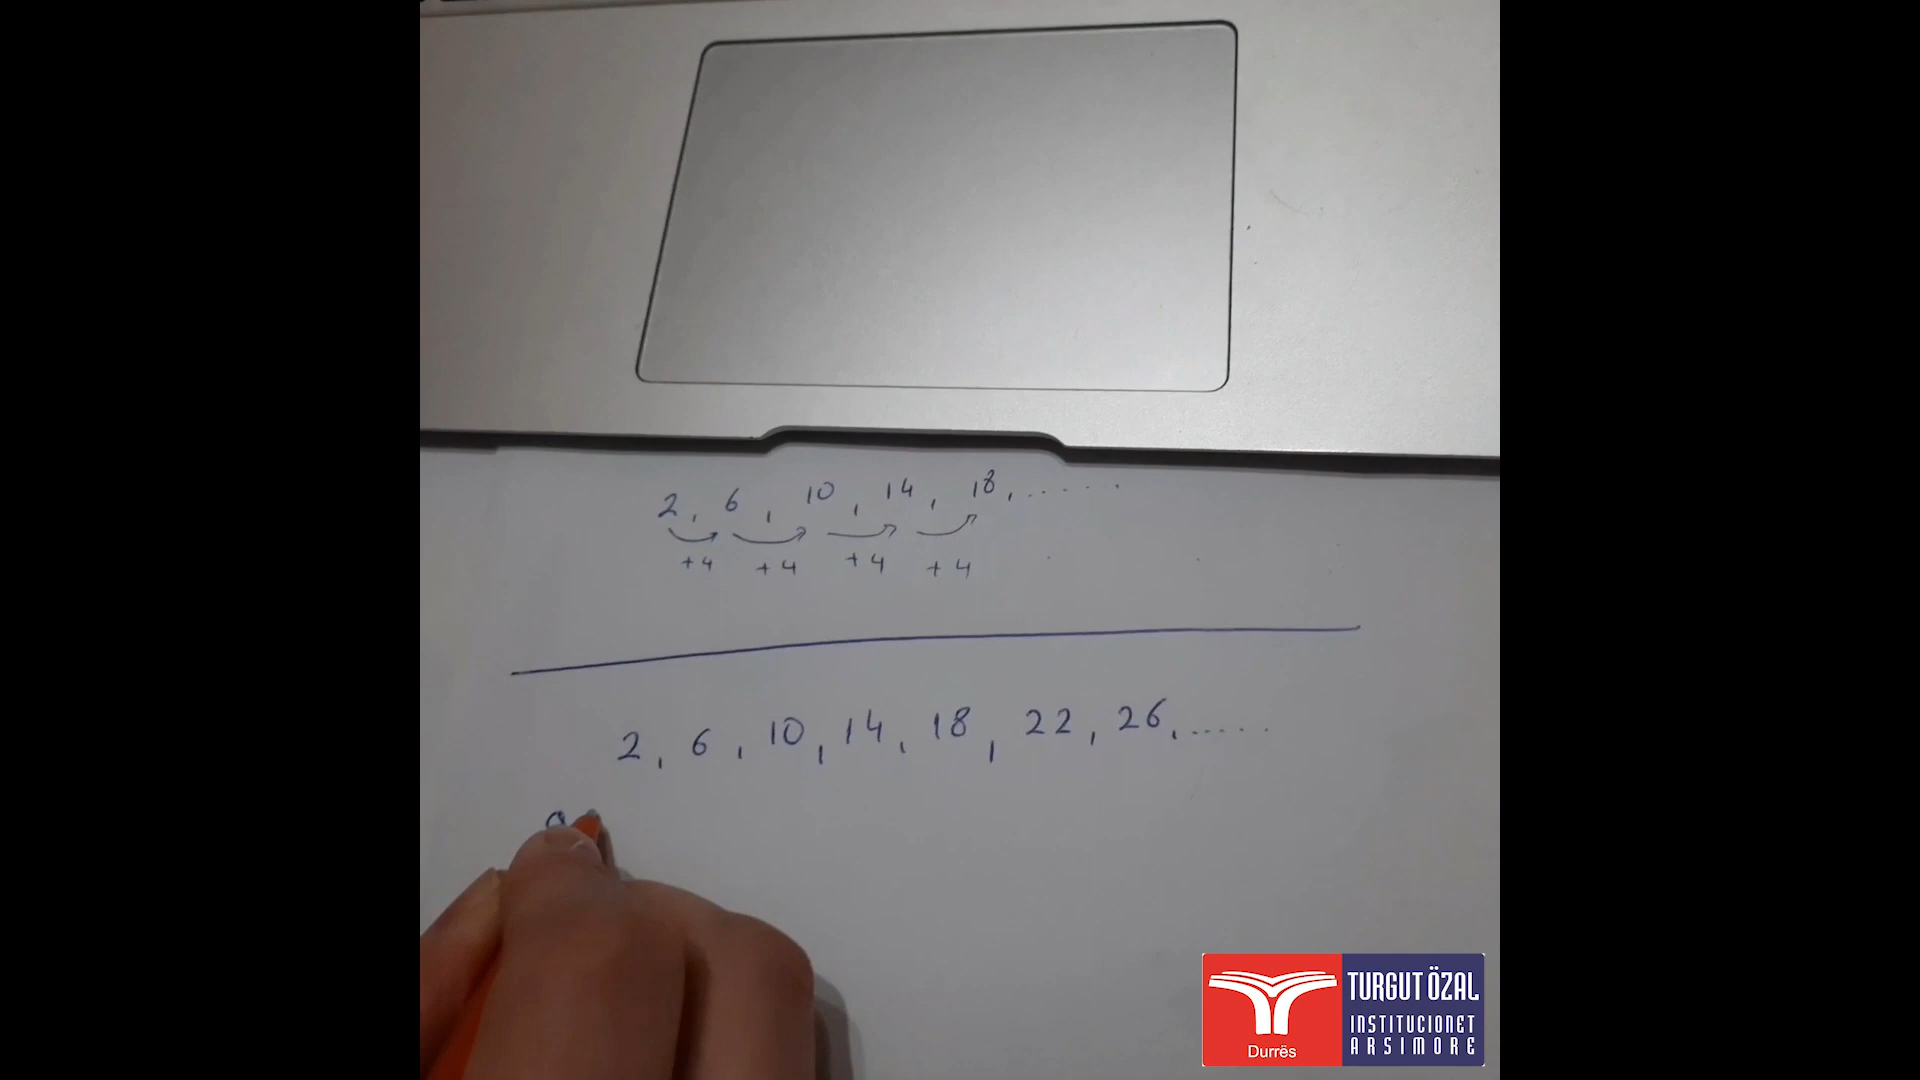 2, 6, 10, 14, 18, ......
+4 +4 +4 +4
2, 6, 10, 14, 18, 22, 26, .....
TURGUT ÖZAL
INSTITUCIONET
ARSIMORE
Durrës